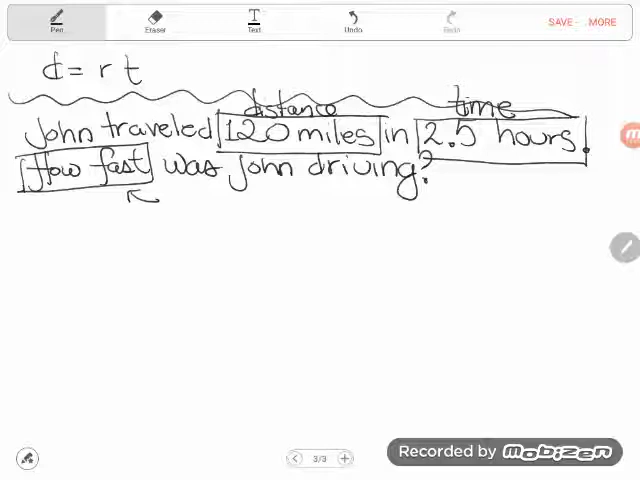 Pen
Eraser
Text
Undo
Redo
SAVE
MORE
d = r t
distance
time
John traveled 120 miles in 2.5 hours.
How fast was John driving?
3/3
Recorded by mobizen